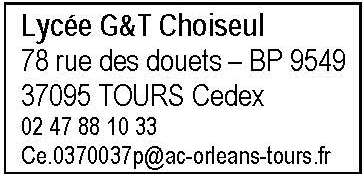 Lycée G&T Choiseul
78 rue des douets – BP 9549
37095 TOURS Cedex
02 47 88 10 33
Ce.0370037p@ac-orleans-tours.fr